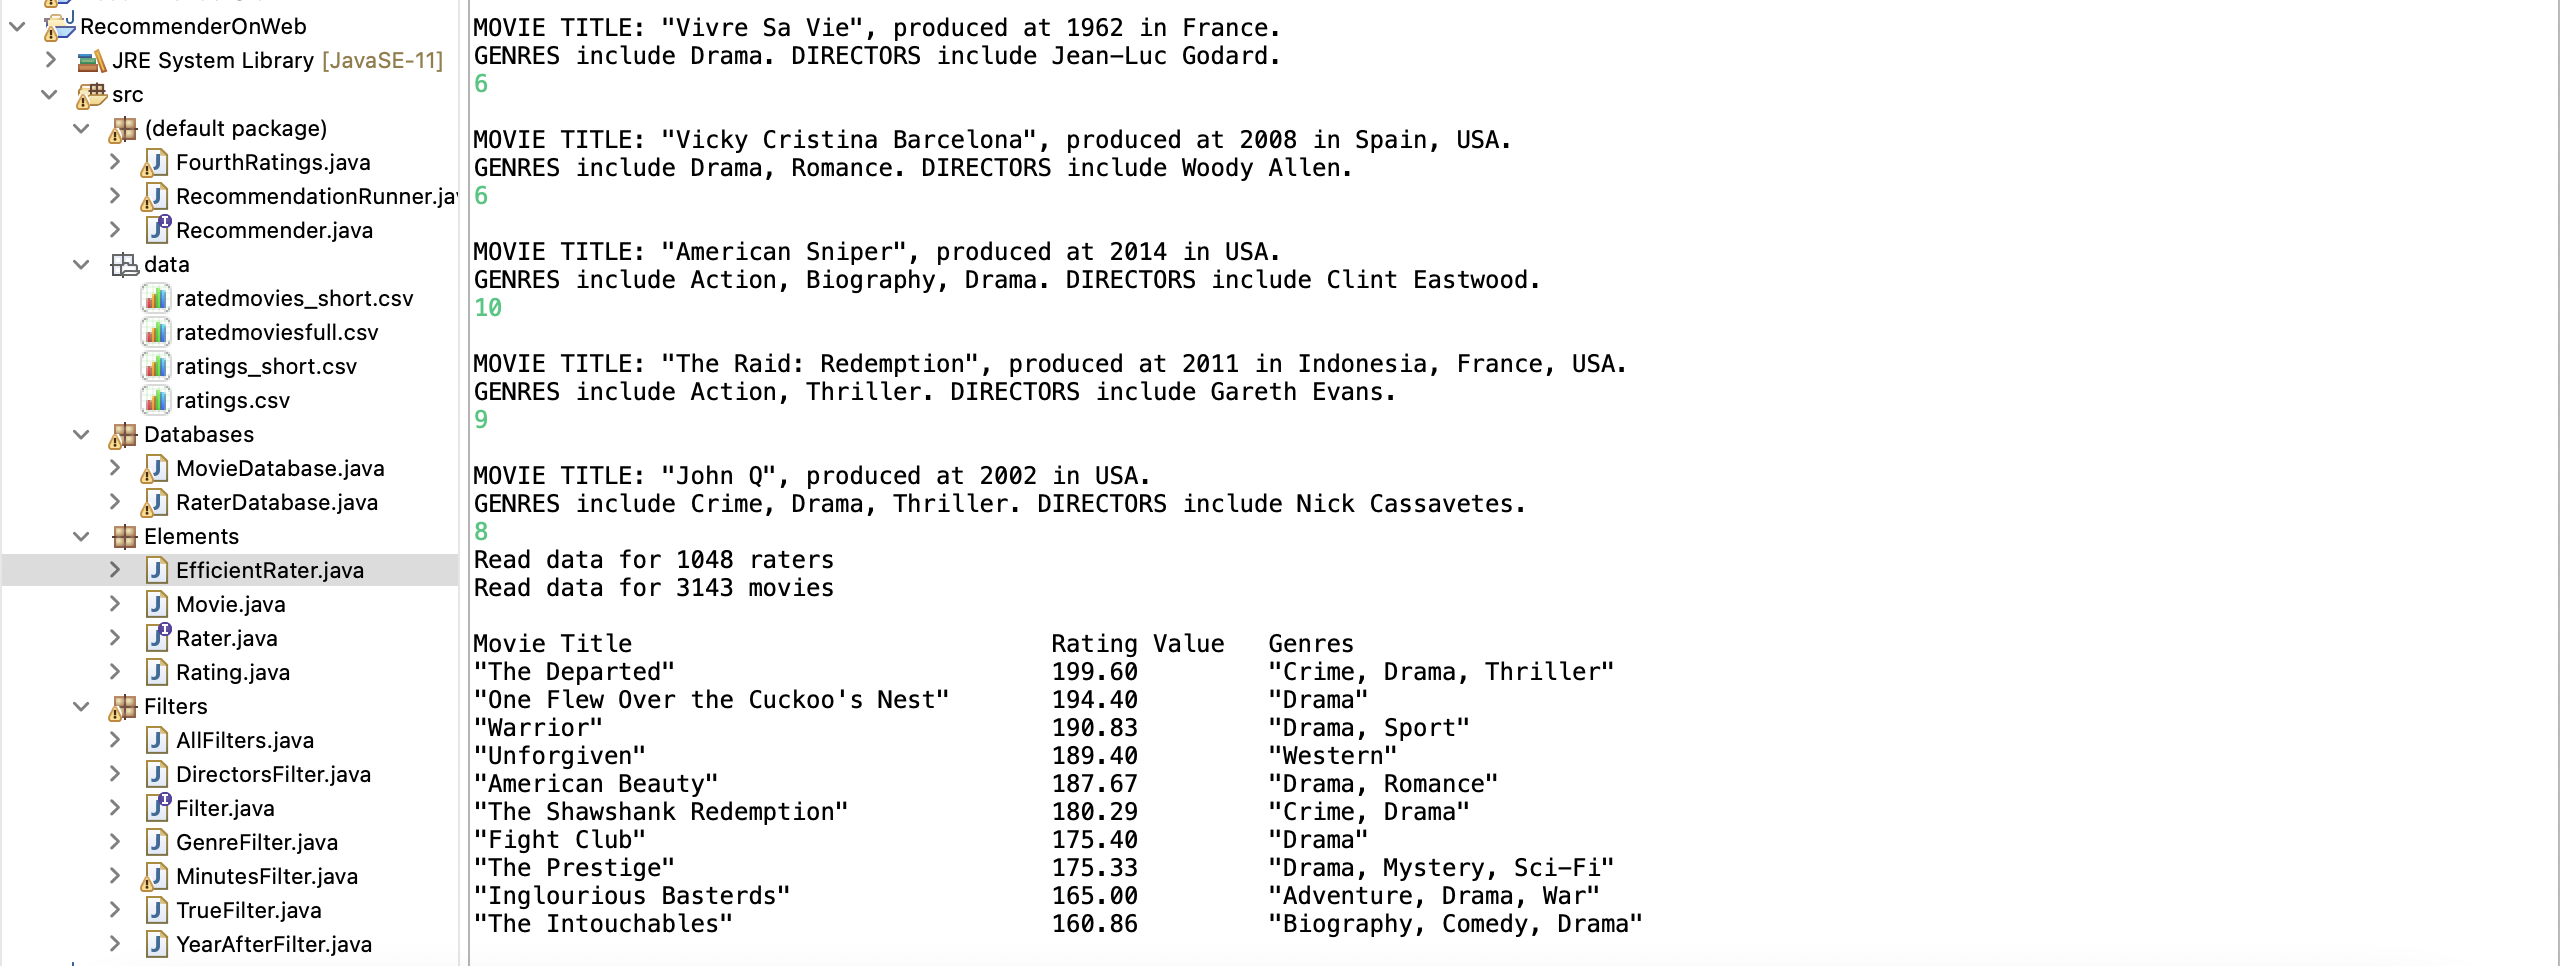 RecommenderOnWeb
JRE System Library [JavaSE-11]
src
(default package)
FourthRatings.java
RecommendationRunner.jav
Recommender.java
data
ratedmovies_short.csv
ratedmoviesfull.csv
ratings_short.csv
ratings.csv
Databases
MovieDatabase.java
RaterDatabase.java
Elements
EfficientRater.java
Movie.java
Rater.java
Rating.java
Filters
AllFilters.java
DirectorsFilter.java
Filter.java
GenreFilter.java
MinutesFilter.java
TrueFilter.java
YearAfterFilter.java
MOVIE TITLE: "Vivre Sa Vie", produced at 1962 in France.
GENRES include Drama. DIRECTORS include Jean-Luc Godard.
6
MOVIE TITLE: "Vicky Cristina Barcelona", produced at 2008 in Spain, USA.
GENRES include Drama, Romance. DIRECTORS include Woody Allen.
6
MOVIE TITLE: "American Sniper", produced at 2014 in USA.
GENRES include Action, Biography, Drama. DIRECTORS include Clint Eastwood.
10
MOVIE TITLE: "The Raid: Redemption", produced at 2011 in Indonesia, France, USA.
GENRES include Action, Thriller. DIRECTORS include Gareth Evans.
9
MOVIE TITLE: "John Q", produced at 2002 in USA.
GENRES include Crime, Drama, Thriller. DIRECTORS include Nick Cassavetes.
8
Read data for 1048 raters
Read data for 3143 movies
Movie Title Rating Value Genres
"The Departed" 199.60 "Crime, Drama, Thriller"
"One Flew Over the Cuckoo's Nest" 194.40 "Drama"
"Warrior" 190.83 "Drama, Sport"
"Unforgiven" 189.40 "Western"
"American Beauty" 187.67 "Drama, Romance"
"The Shawshank Redemption" 180.29 "Crime, Drama"
"Fight Club" 175.40 "Drama"
"The Prestige" 175.33 "Drama, Mystery, Sci-Fi"
"Inglourious Basterds" 165.00 "Adventure, Drama, War"
"The Intouchables" 160.86 "Biography, Comedy, Drama"